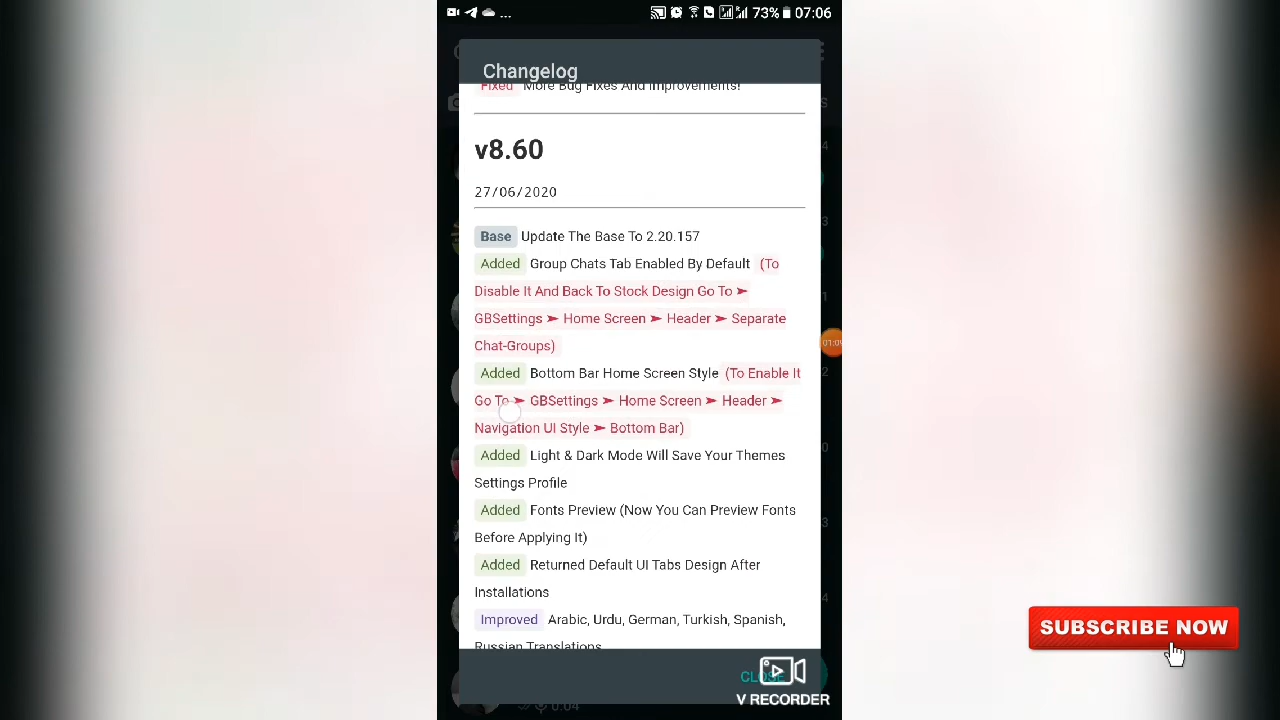 ... 73% 07:06
Changelog
Fixed More Bug Fixes And Improvements!
v8.60
27/06/2020
Base Update The Base To 2.20.157
Added Group Chats Tab Enabled By Default (To
Disable It And Back To Stock Design Go To ➤
GBSettings ➤ Home Screen ➤ Header ➤ Separate
Chat-Groups)
01:09
Added Bottom Bar Home Screen Style (To Enable It
Go To ➤ GBSettings ➤ Home Screen ➤ Header ➤
Navigation UI Style ➤ Bottom Bar)
Added Light & Dark Mode Will Save Your Themes
Settings Profile
Added Fonts Preview (Now You Can Preview Fonts
Before Applying It)
Added Returned Default UI Tabs Design After
Installations
Improved Arabic, Urdu, German, Turkish, Spanish,
Russian Translations
SUBSCRIBE NOW
V RECORDER
0:04